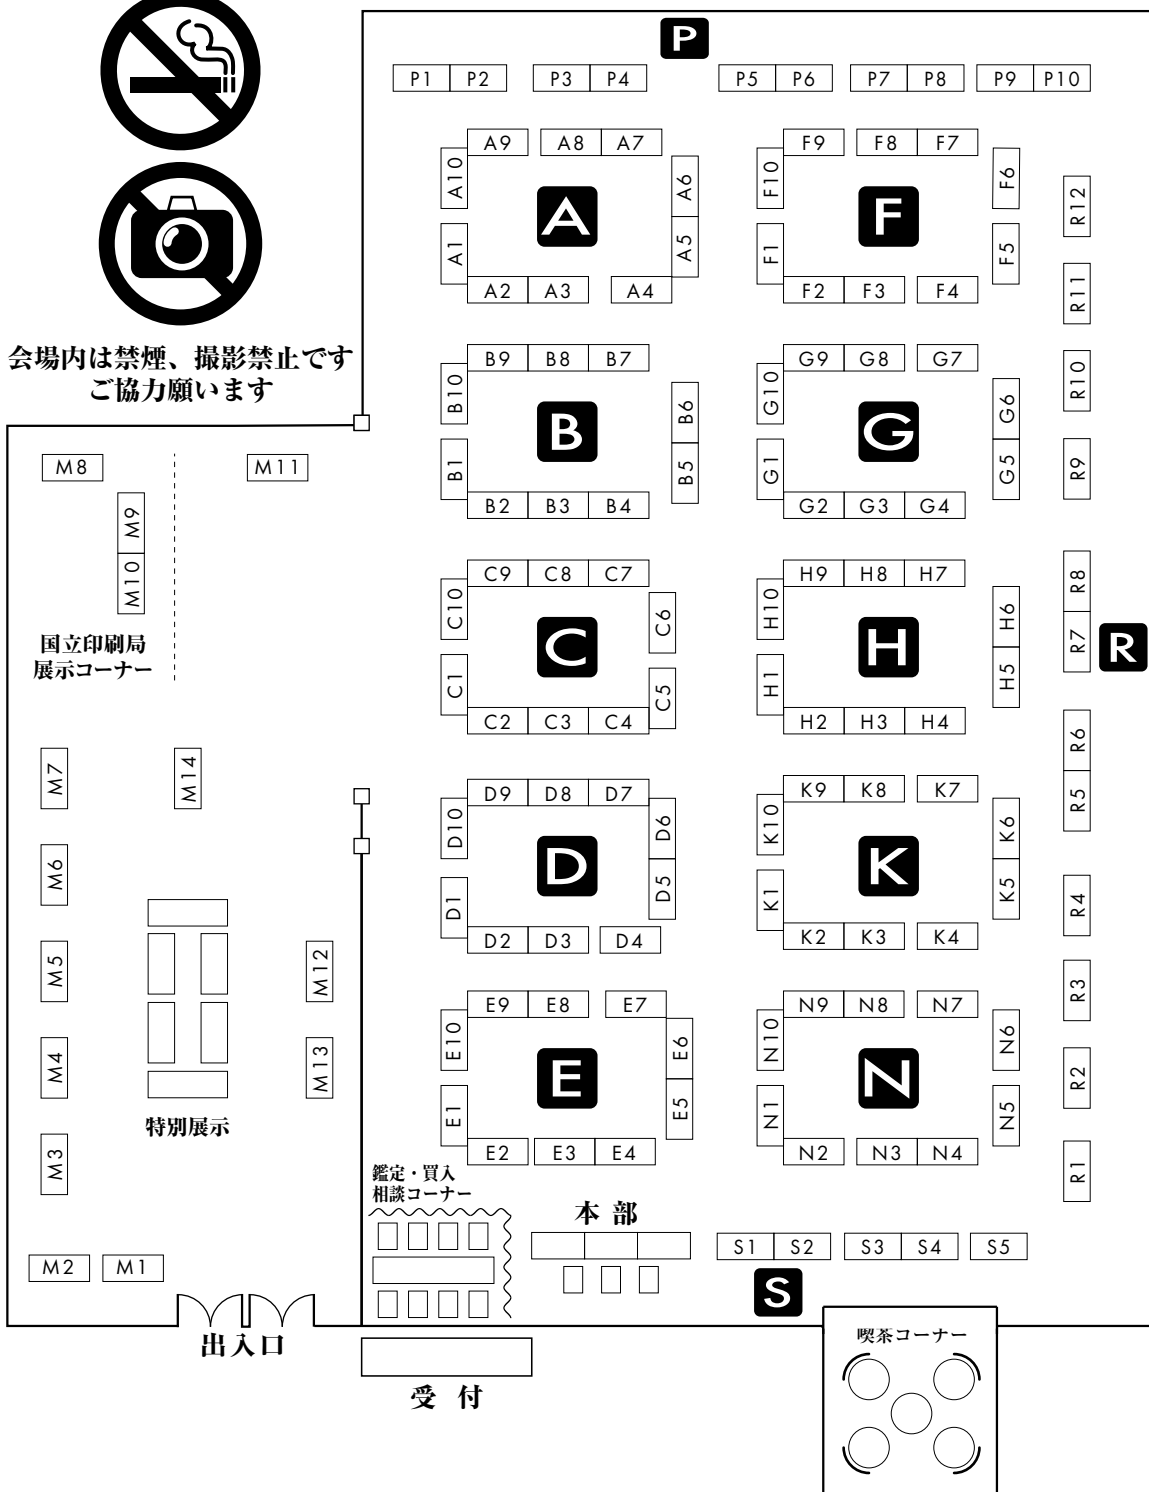 P
P1 P2 P3 P4 P5 P6 P7 P8 P9 P10
会場内は禁煙、撮影禁止です
ご協力願います
A9 A8 A7
A10 A6
A
A1 A5
A2 A3 A4
F9 F8 F7
F10 F6
F
F1 F5
F2 F3 F4
B9 B8 B7
B10 B6
B
B1 B5
B2 B3 B4
G9 G8 G7
G10 G6
G
G1 G5
G2 G3 G4
C9 C8 C7
C10 C6
C
C1 C5
C2 C3 C4
H9 H8 H7
H10 H6
H
H1 H5
H2 H3 H4
D9 D8 D7
D10 D6
D
D1 D5
D2 D3 D4
K9 K8 K7
K10 K6
K
K1 K5
K2 K3 K4
E9 E8 E7
E10 E6
E
E1 E5
E2 E3 E4
N9 N8 N7
N10 N6
N
N1 N5
N2 N3 N4
R12
R11
R10
R9
R8
R7
R
R6
R5
R4
R3
R2
R1
M8 M11
M9
M10
国立印刷局
展示コーナー
M7 M14
M6
M5 M12
M4 M13
特別展示
M3
M2 M1
出入口
鑑定・買入
相談コーナー
本部
S1 S2 S3 S4 S5
S
受付
喫茶コーナー